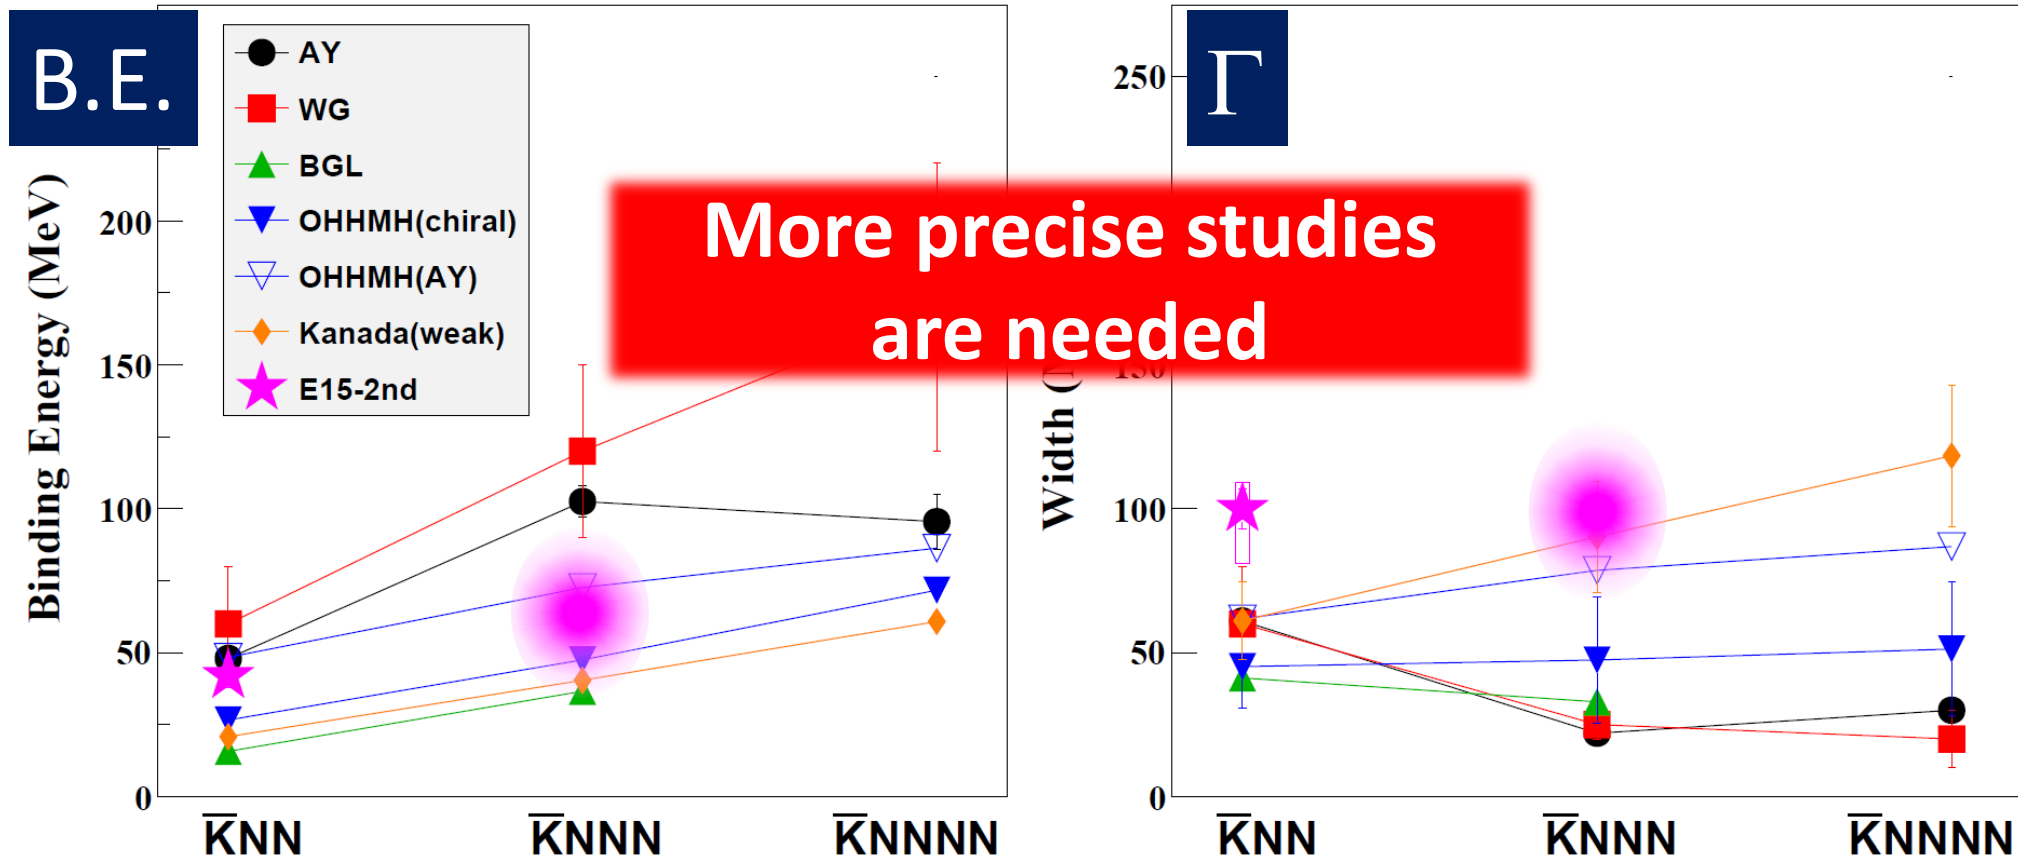 B.E.
AY
WG
BGL
OHHMH(chiral)
OHHMH(AY)
Kanada(weak)
E15-2nd
Binding Energy (MeV)
200
150
100
50
0
K̅NN
K̅NNN
K̅NNNN
More precise studies
are needed
Γ
Width (
250
150
100
50
0
K̅NN
K̅NNN
K̅NNNN